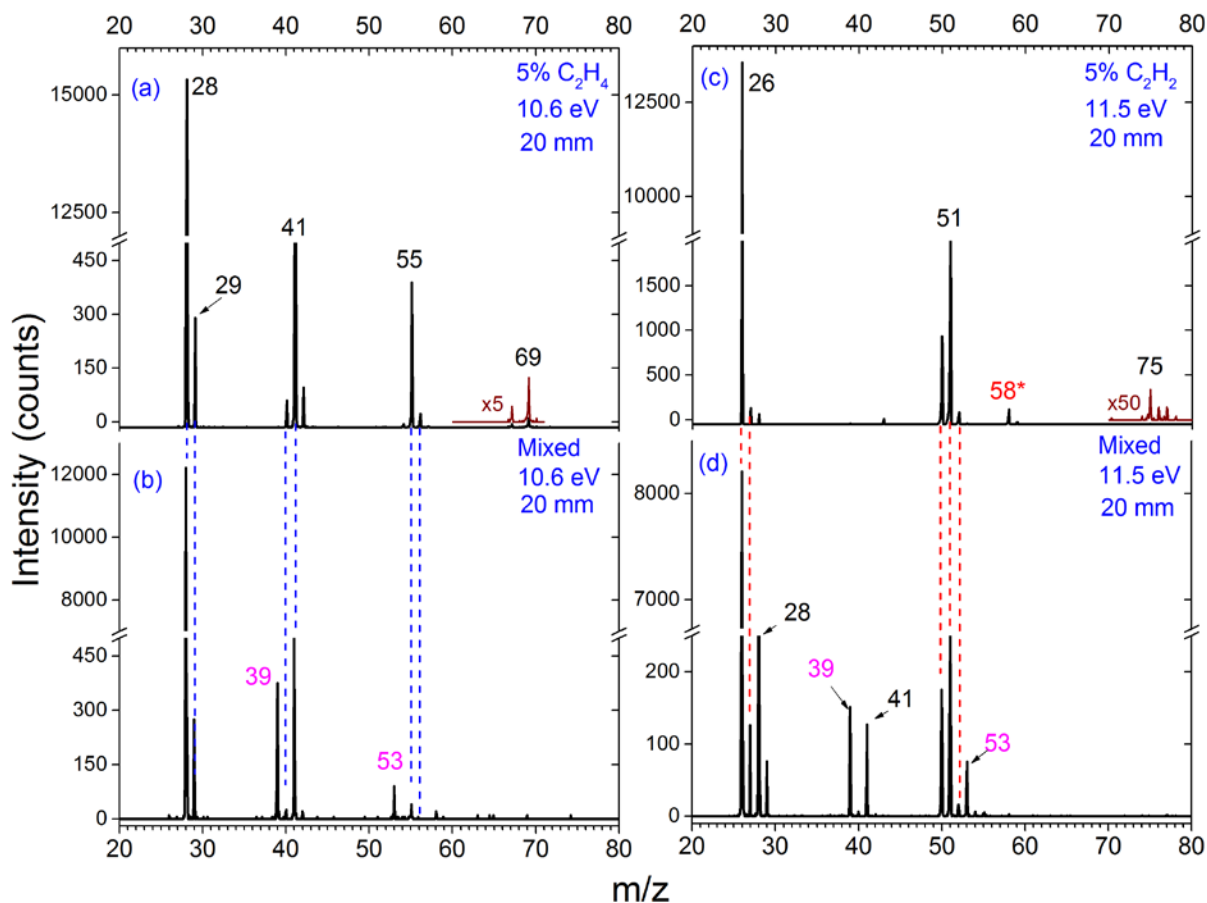 20 30 40 50 60 70 80
20 30 40 50 60 70 80
(a)
5% C₂H₄
10.6 eV
20 mm
15000
12500
450
300
150
0
28
29
41
55
69
x5
(c)
5% C₂H₂
11.5 eV
20 mm
12500
10000
1500
1000
500
0
26
51
58*
75
x50
(b)
Mixed
10.6 eV
20 mm
12000
10000
8000
450
300
150
0
39
53
(d)
Mixed
11.5 eV
20 mm
8000
7000
200
100
0
28
39
41
53
Intensity (counts)
20 30 40 50 60 70 80
20 30 40 50 60 70 80
m/z